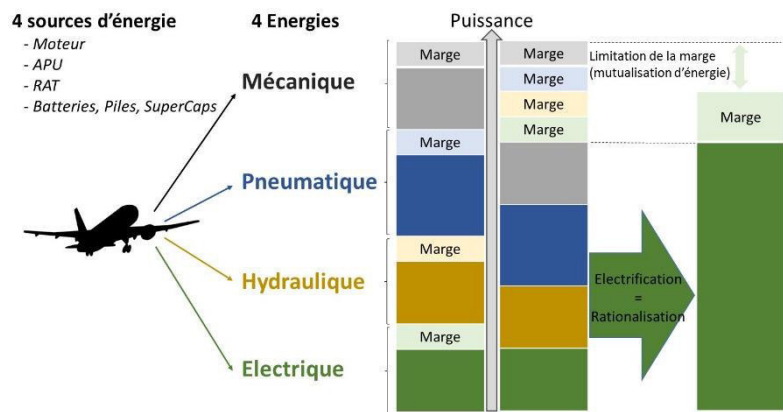 4 sources d'énergie
- Moteur
- APU
- RAT
- Batteries, Piles, SuperCaps
4 Energies
Mécanique
Pneumatique
Hydraulique
Electrique
Puissance
Marge
Marge
Marge
Marge
Marge
Marge
Marge
Marge
Limitation de la marge
(mutualisation d'énergie)
Marge
Electrification
=
Rationalisation